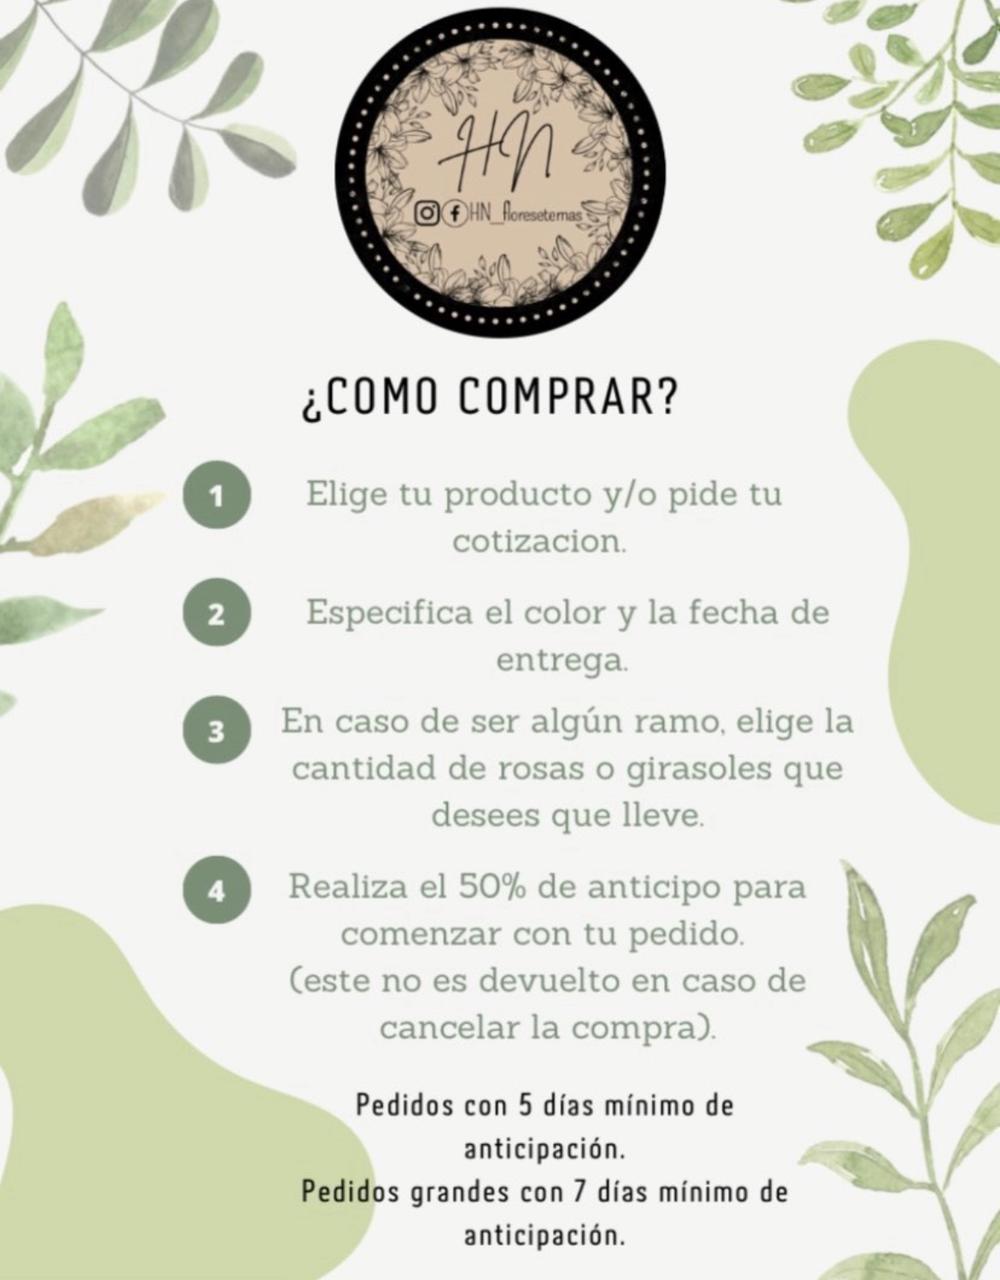 HN
HN_floreseternas
¿COMO COMPRAR?
1
Elige tu producto y/o pide tu
cotizacion.
2
Especifica el color y la fecha de
entrega.
3
En caso de ser algún ramo, elige la
cantidad de rosas o girasoles que
desees que lleve.
4
Realiza el 50% de anticipo para
comenzar con tu pedido.
(este no es devuelto en caso de
cancelar la compra).
Pedidos con 5 días mínimo de
anticipación.
Pedidos grandes con 7 días mínimo de
anticipación.